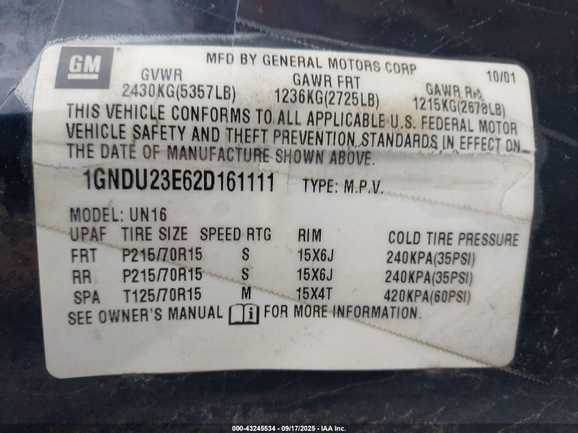 GM
MFD BY GENERAL MOTORS CORP 10/01
GVWR GAWR FRT GAWR RR
2430KG(5357LB) 1236KG(2725LB) 1215KG(2678LB)
THIS VEHICLE CONFORMS TO ALL APPLICABLE U.S. FEDERAL MOTOR
VEHICLE SAFETY AND THEFT PREVENTION STANDARDS IN EFFECT ON
THE DATE OF MANUFACTURE SHOWN ABOVE.
1GNDU23E62D161111 TYPE: M.P.V.
MODEL: UN16
UPAF TIRE SIZE SPEED RTG RIM COLD TIRE PRESSURE
FRT P215/70R15 S 15X6J 240KPA(35PSI)
RR P215/70R15 S 15X6J 240KPA(35PSI)
SPA T125/70R15 M 15X4T 420KPA(60PSI)
SEE OWNER'S MANUAL FOR MORE INFORMATION.
000-43245534 - 09/17/2025 - IAA Inc.